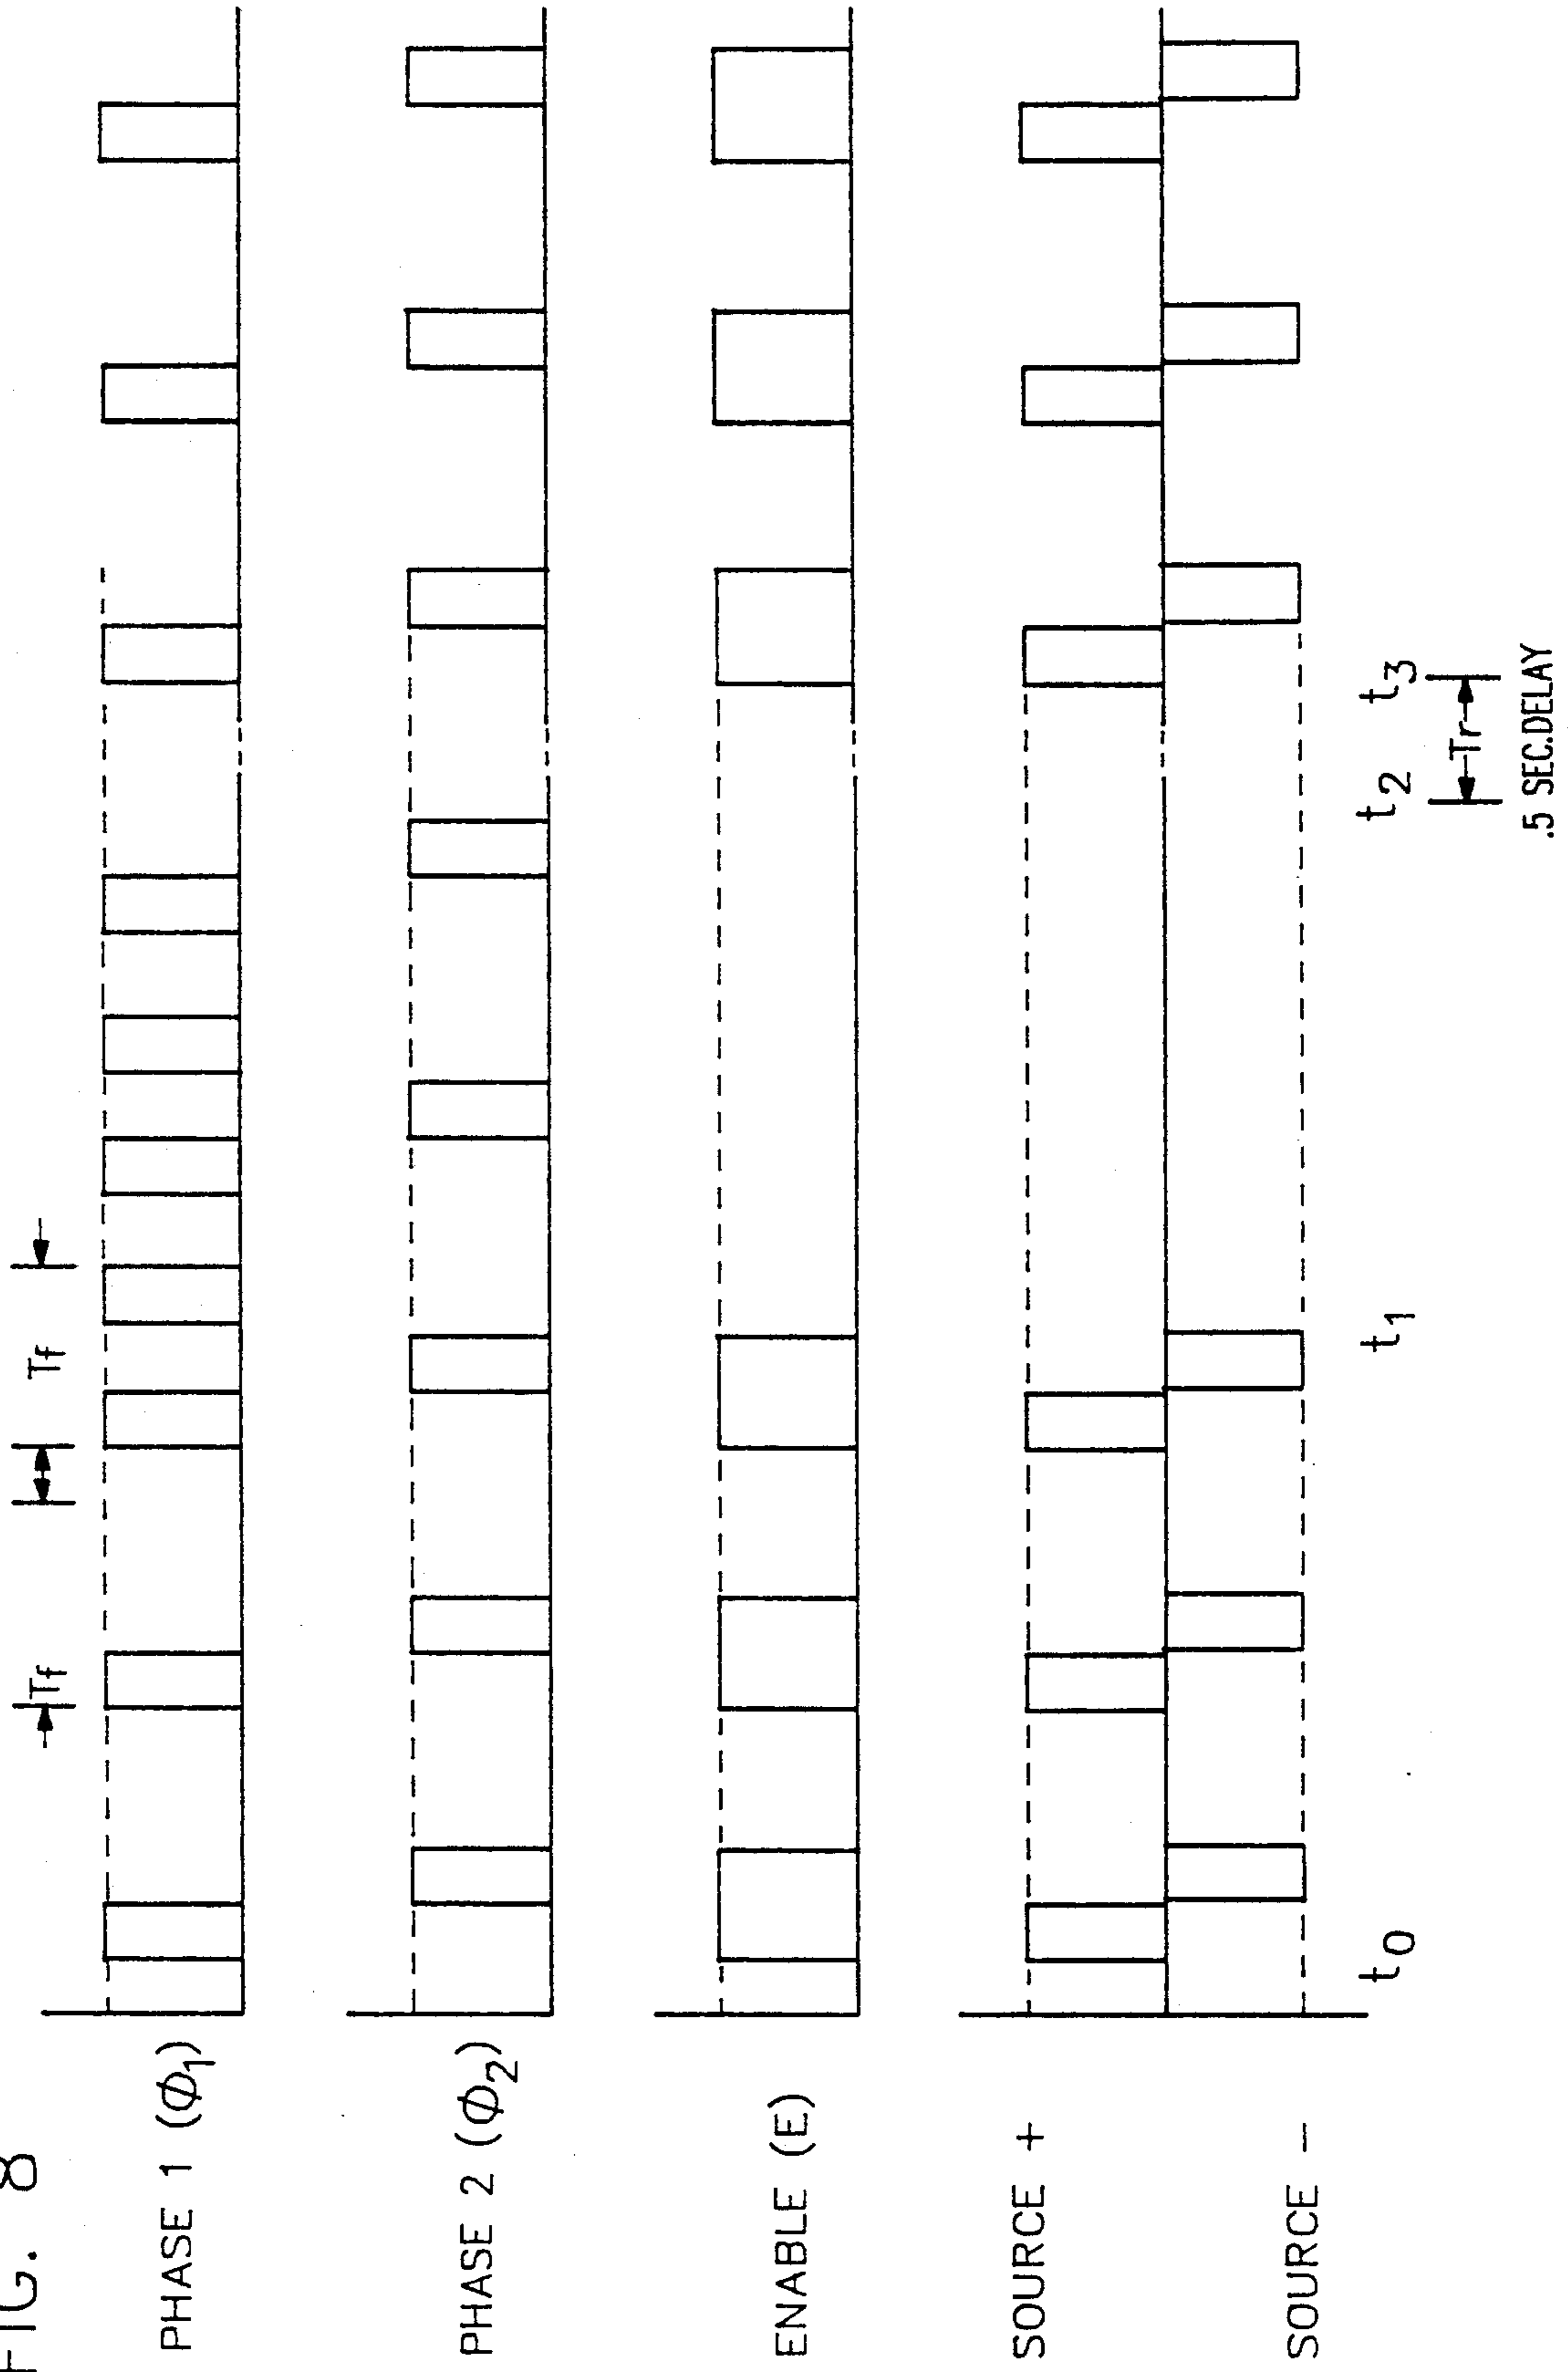 FIG. 8
Tf
Tf
PHASE 1 (Φ1)
PHASE 2 (Φ2)
ENABLE (E)
SOURCE +
SOURCE -
t0
t1
t2
t3
Tr
.5 SEC.DELAY